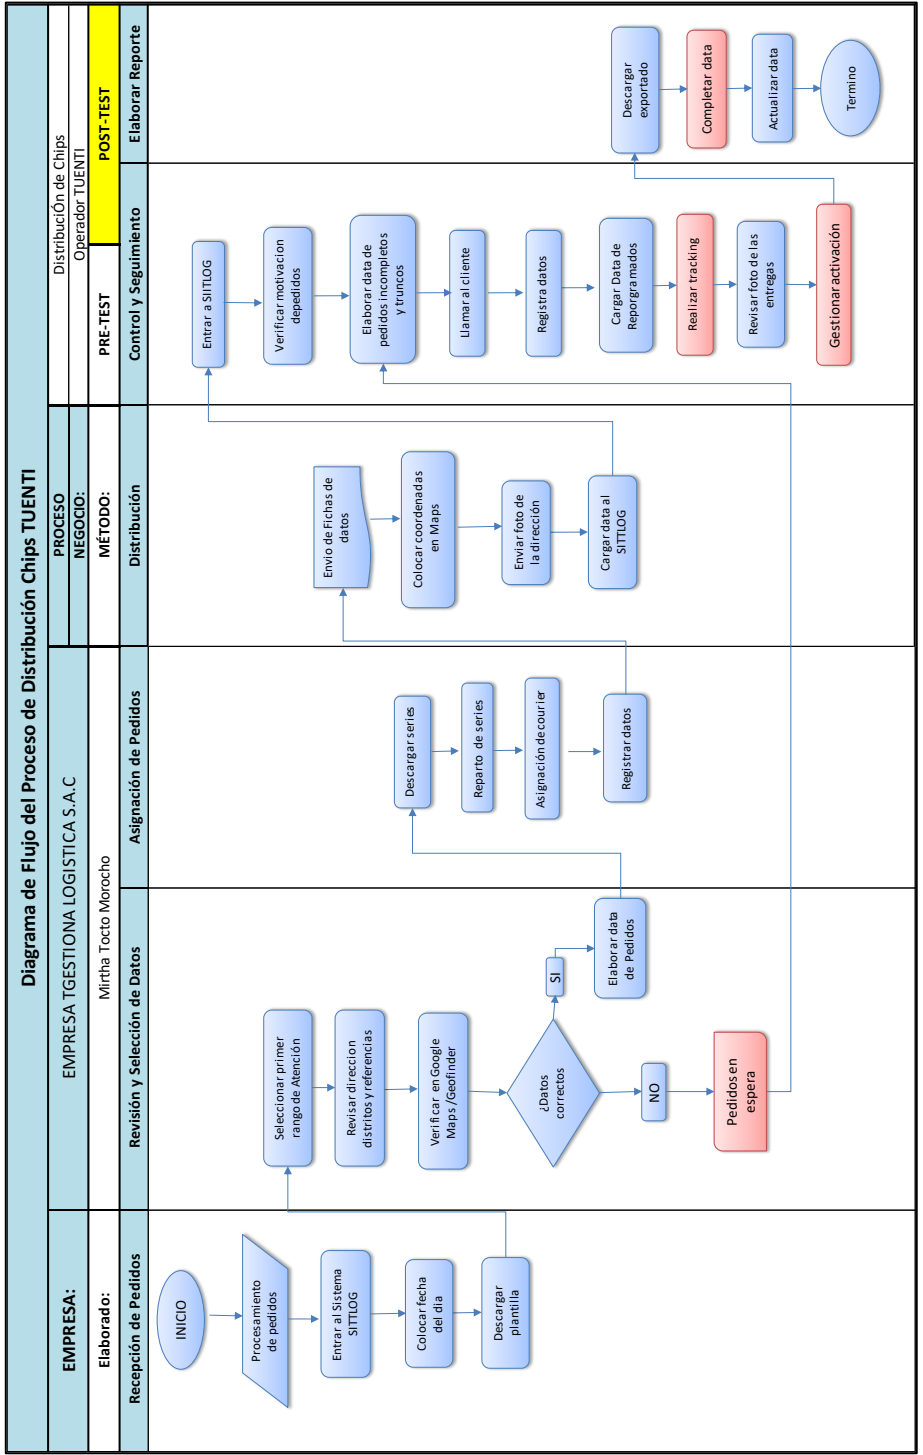 Diagrama de Flujo del Proceso de Distribución Chips TUENTI
EMPRESA:
EMPRESA TGESTIONA LOGISTICA S.A.C
PROCESO
DistribuciÓn de Chips
NEGOCIO:
Operador TUENTI
Elaborado:
Mirtha Tocto Morocho
MÉTODO:
PRE-TEST
POST-TEST
Recepción de Pedidos
Revisión y Selección de Datos
Asignación de Pedidos
Distribución
Control y Seguimiento
Elaborar Reporte
INICIO
Procesamiento
de pedidos
Entrar al Sistema
SITTLOG
Colocar fecha
del dia
Descargar
plantilla
Seleccionar primer
rango de Atención
Revisar direccion
distritos y referencias
Verificar en Google
Maps /Geofinder
¿Datos
correctos
SI
NO
Elaborar data
de Pedidos
Pedidos en
espera
Descargar series
Reparto de series
Asignación de courier
Registrar datos
Envio de Fichas de
datos
Colocar coordenadas
en Maps
Enviar foto de
la dirección
Cargar data al
SITTLOG
Entrar a SIITLOG
Verificar motivacion
depedidos
Elaborar data de
pedidos incompletos
y truncos
Llamar al cliente
Registra datos
Cargar Data de
Reporgramados
Realizar tracking
Revisar foto de las
entregas
Gestionar activación
Descargar
exportado
Completar data
Actualizar data
Termino